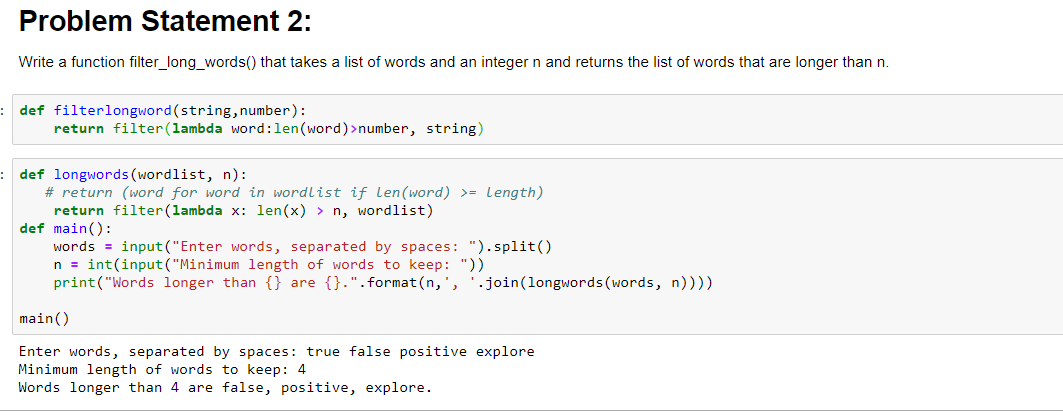 Problem Statement 2:
Write a function filter_long_words() that takes a list of words and an integer n and returns the list of words that are longer than n.
: def filterlongword(string,number):
    return filter(lambda word:len(word)>number, string)
: def longwords(wordlist, n):
   # return (word for word in wordlist if len(word) >= length)
    return filter(lambda x: len(x) > n, wordlist)
def main():
    words = input("Enter words, separated by spaces: ").split()
    n = int(input("Minimum length of words to keep: "))
    print("Words longer than {} are {}.".format(n,', '.join(longwords(words, n))))
main()
Enter words, separated by spaces: true false positive explore
Minimum length of words to keep: 4
Words longer than 4 are false, positive, explore.